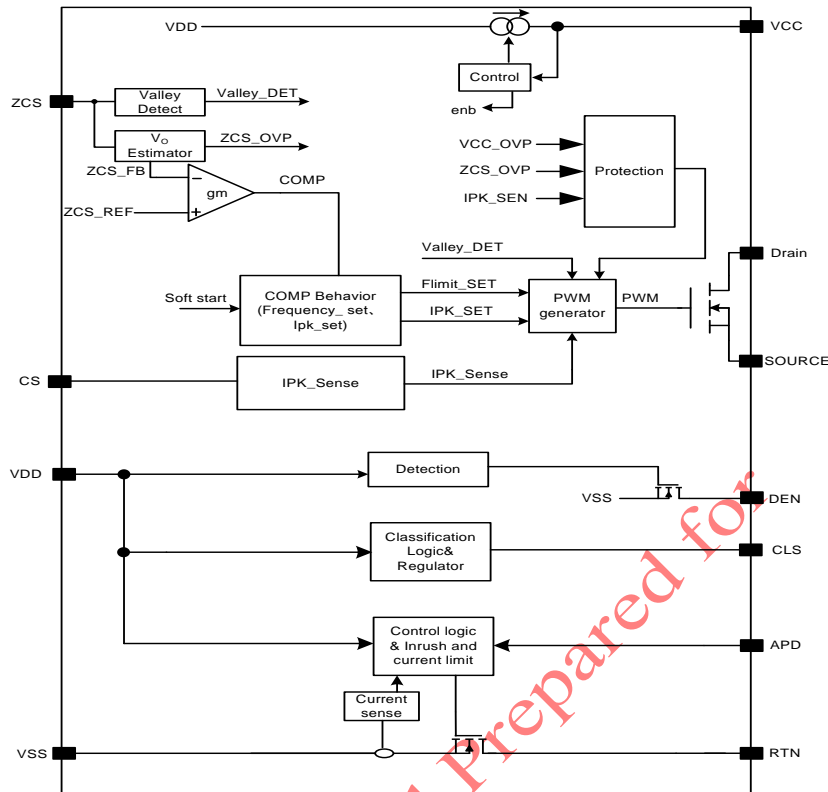 VDD
VCC
Control
enb
ZCS
Valley
Detect
Valley_DET
VO
Estimator
ZCS_OVP
ZCS_FB
gm
COMP
ZCS_REF
VCC_OVP
ZCS_OVP
IPK_SEN
Protection
Valley_DET
Drain
Soft start
COMP Behavior
(Frequency_ set、
Ipk_set)
Flimit_SET
IPK_SET
PWM
generator
PWM
SOURCE
CS
IPK_Sense
IPK_Sense
VDD
Detection
VSS
DEN
Classification
Logic&
Regulator
CLS
Control logic
& Inrush and
current limit
APD
Current
sense
VSS
RTN
Prepared for